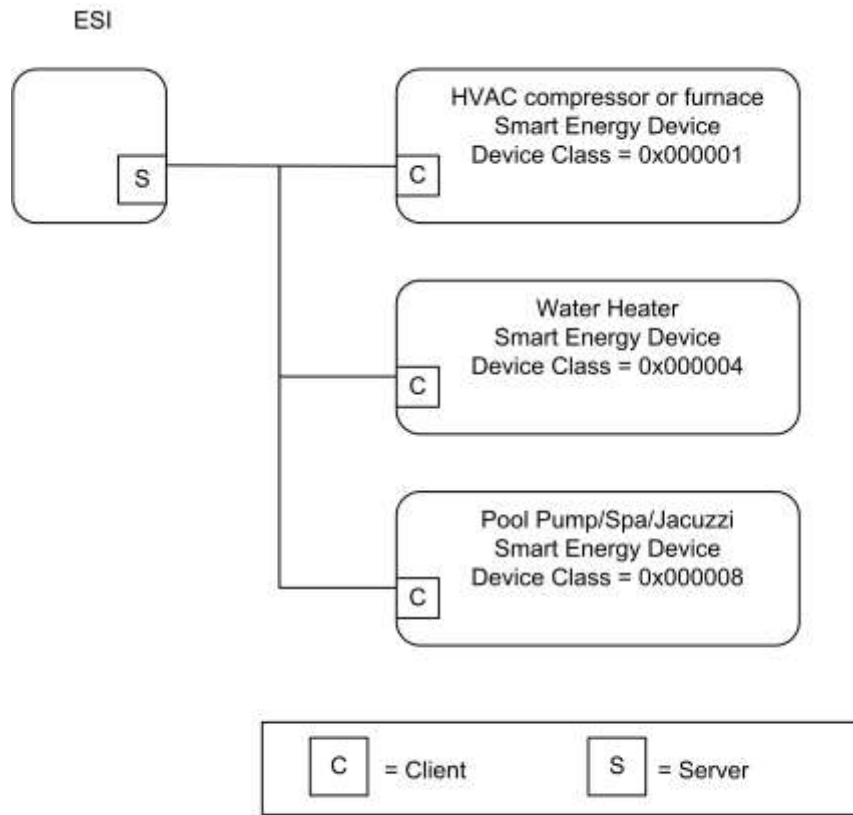 ESI
S
HVAC compressor or furnace
Smart Energy Device
Device Class = 0x000001
C
Water Heater
Smart Energy Device
Device Class = 0x000004
C
Pool Pump/Spa/Jacuzzi
Smart Energy Device
Device Class = 0x000008
C
C = Client
S = Server